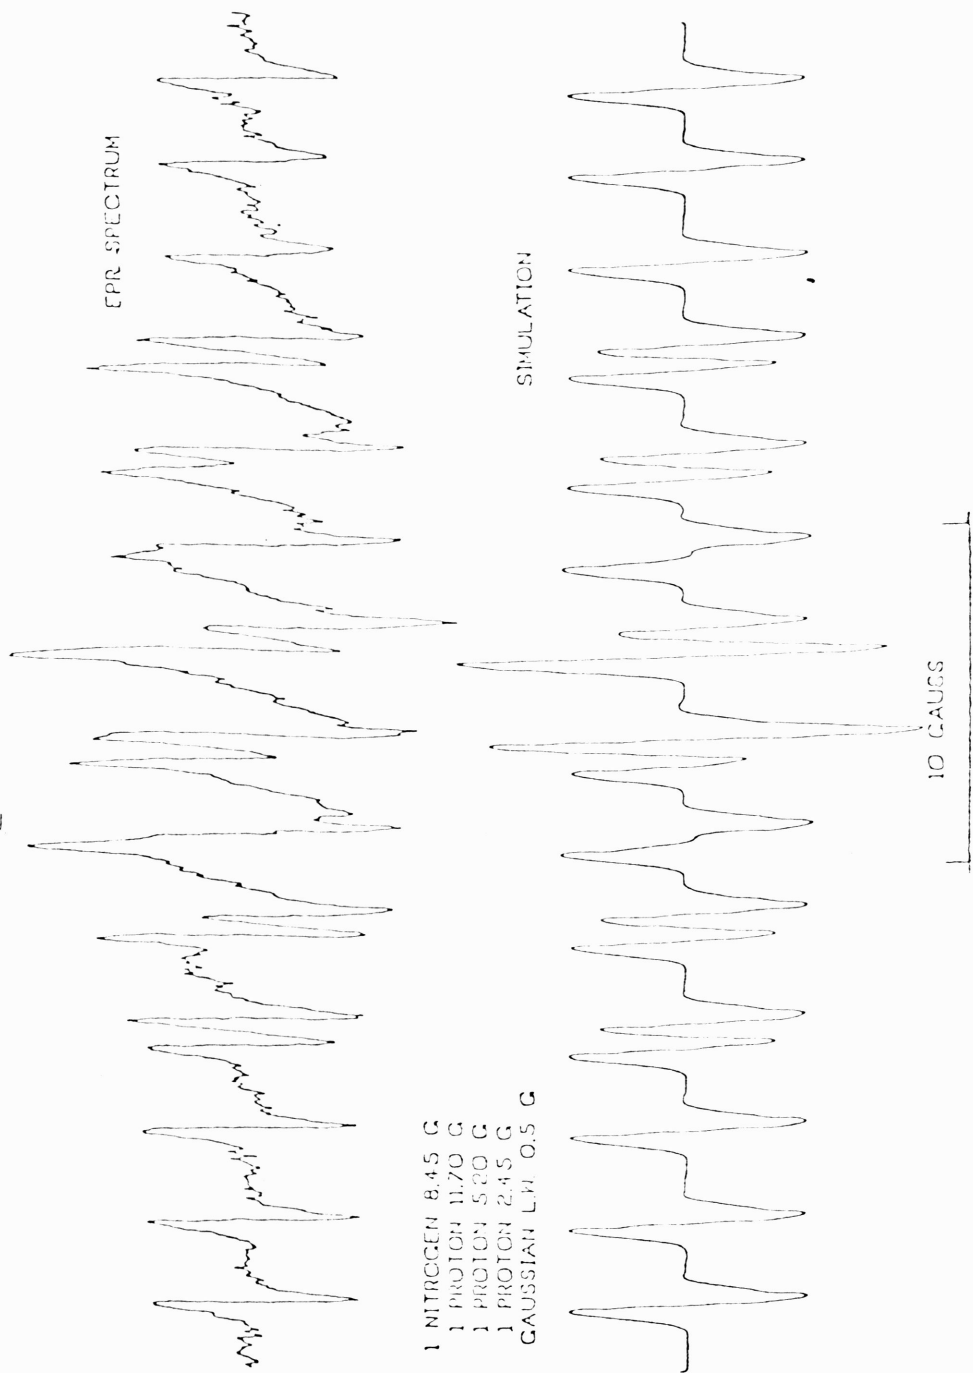 EPR SPECTRUM
SIMULATION
1 NITROGEN 8.45 G
1 PROTON 11.70 G
1 PROTON 5.20 G
1 PROTON 2.45 G
GAUSSIAN L.W. 0.5 G
10 GAUSS